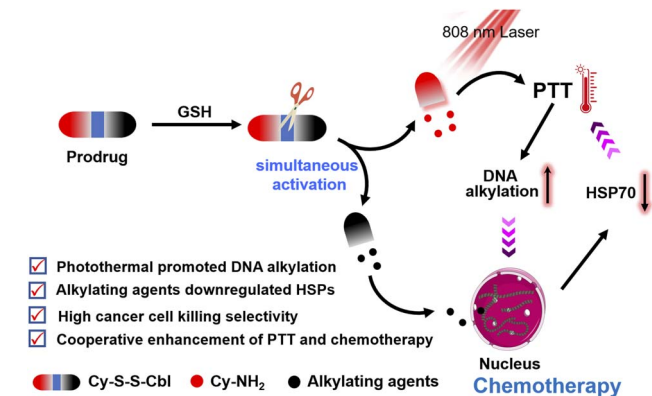 808 nm Laser
GSH
PTT
Prodrug
simultaneous
activation
DNA
alkylation
HSP70
Photothermal promoted DNA alkylation
Alkylating agents downregulated HSPs
High cancer cell killing selectivity
Cooperative enhancement of PTT and chemotherapy
Nucleus
Cy-S-S-Cbl
Cy-NH₂
Alkylating agents
Chemotherapy